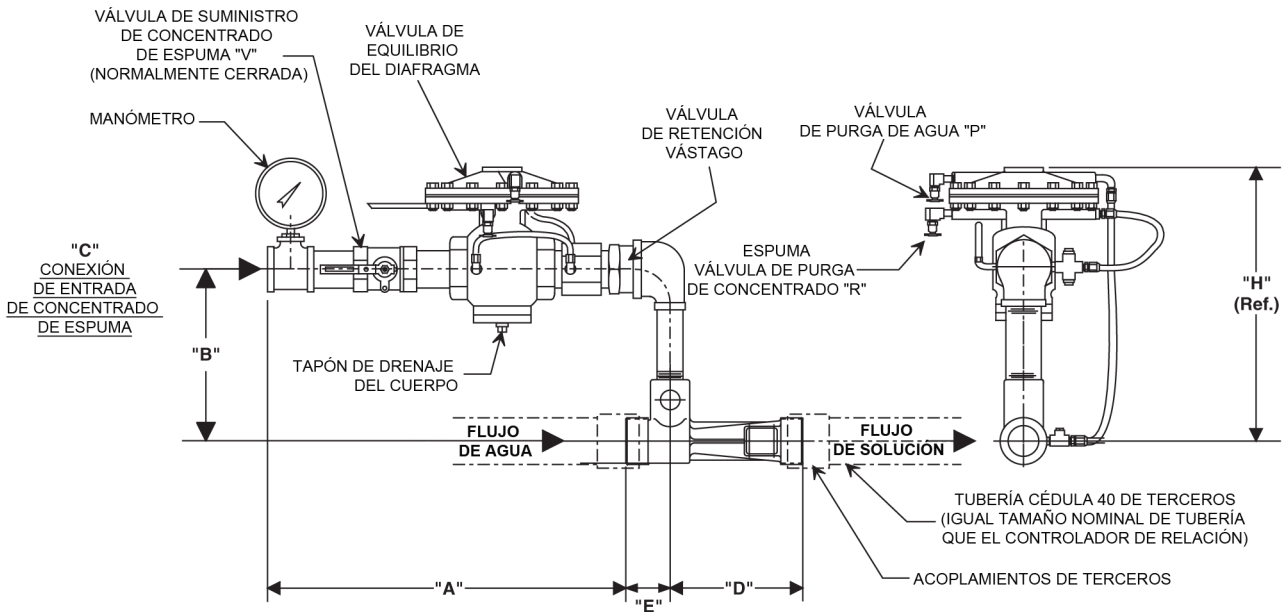 VÁLVULA DE SUMINISTRO
DE CONCENTRADO
DE ESPUMA "V"
(NORMALMENTE CERRADA)
VÁLVULA DE
EQUILIBRIO
DEL DIAFRAGMA
MANÓMETRO
VÁLVULA
DE RETENCIÓN
VÁSTAGO
VÁLVULA
DE PURGA DE AGUA "P"
"C"
CONEXIÓN
DE ENTRADA
DE CONCENTRADO
DE ESPUMA
ESPUMA
VÁLVULA DE PURGA
DE CONCENTRADO "R"
"H"
(Ref.)
"B"
TAPÓN DE DRENAJE
DEL CUERPO
FLUJO
DE AGUA
FLUJO
DE SOLUCIÓN
TUBERÍA CÉDULA 40 DE TERCEROS
(IGUAL TAMAÑO NOMINAL DE TUBERÍA
QUE EL CONTROLADOR DE RELACIÓN)
ACOPLAMIENTOS DE TERCEROS
"A"
"E"
"D"